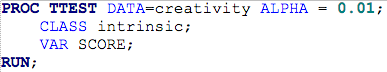 PROC TTEST DATA=creativity ALPHA = 0.01;
CLASS intrinsic;
VAR SCORE;
RUN;